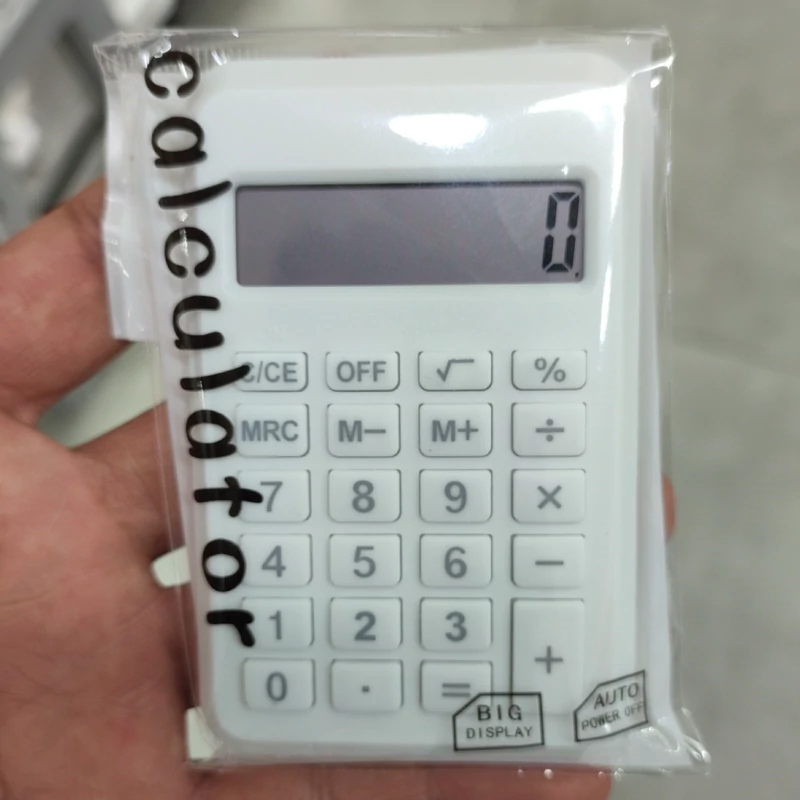 calculator
0.
C/CE OFF √ %
MRC M− M+ ÷
7 8 9 ×
4 5 6 −
1 2 3 +
0 . =
BIG
DISPLAY
AUTO
POWER OFF